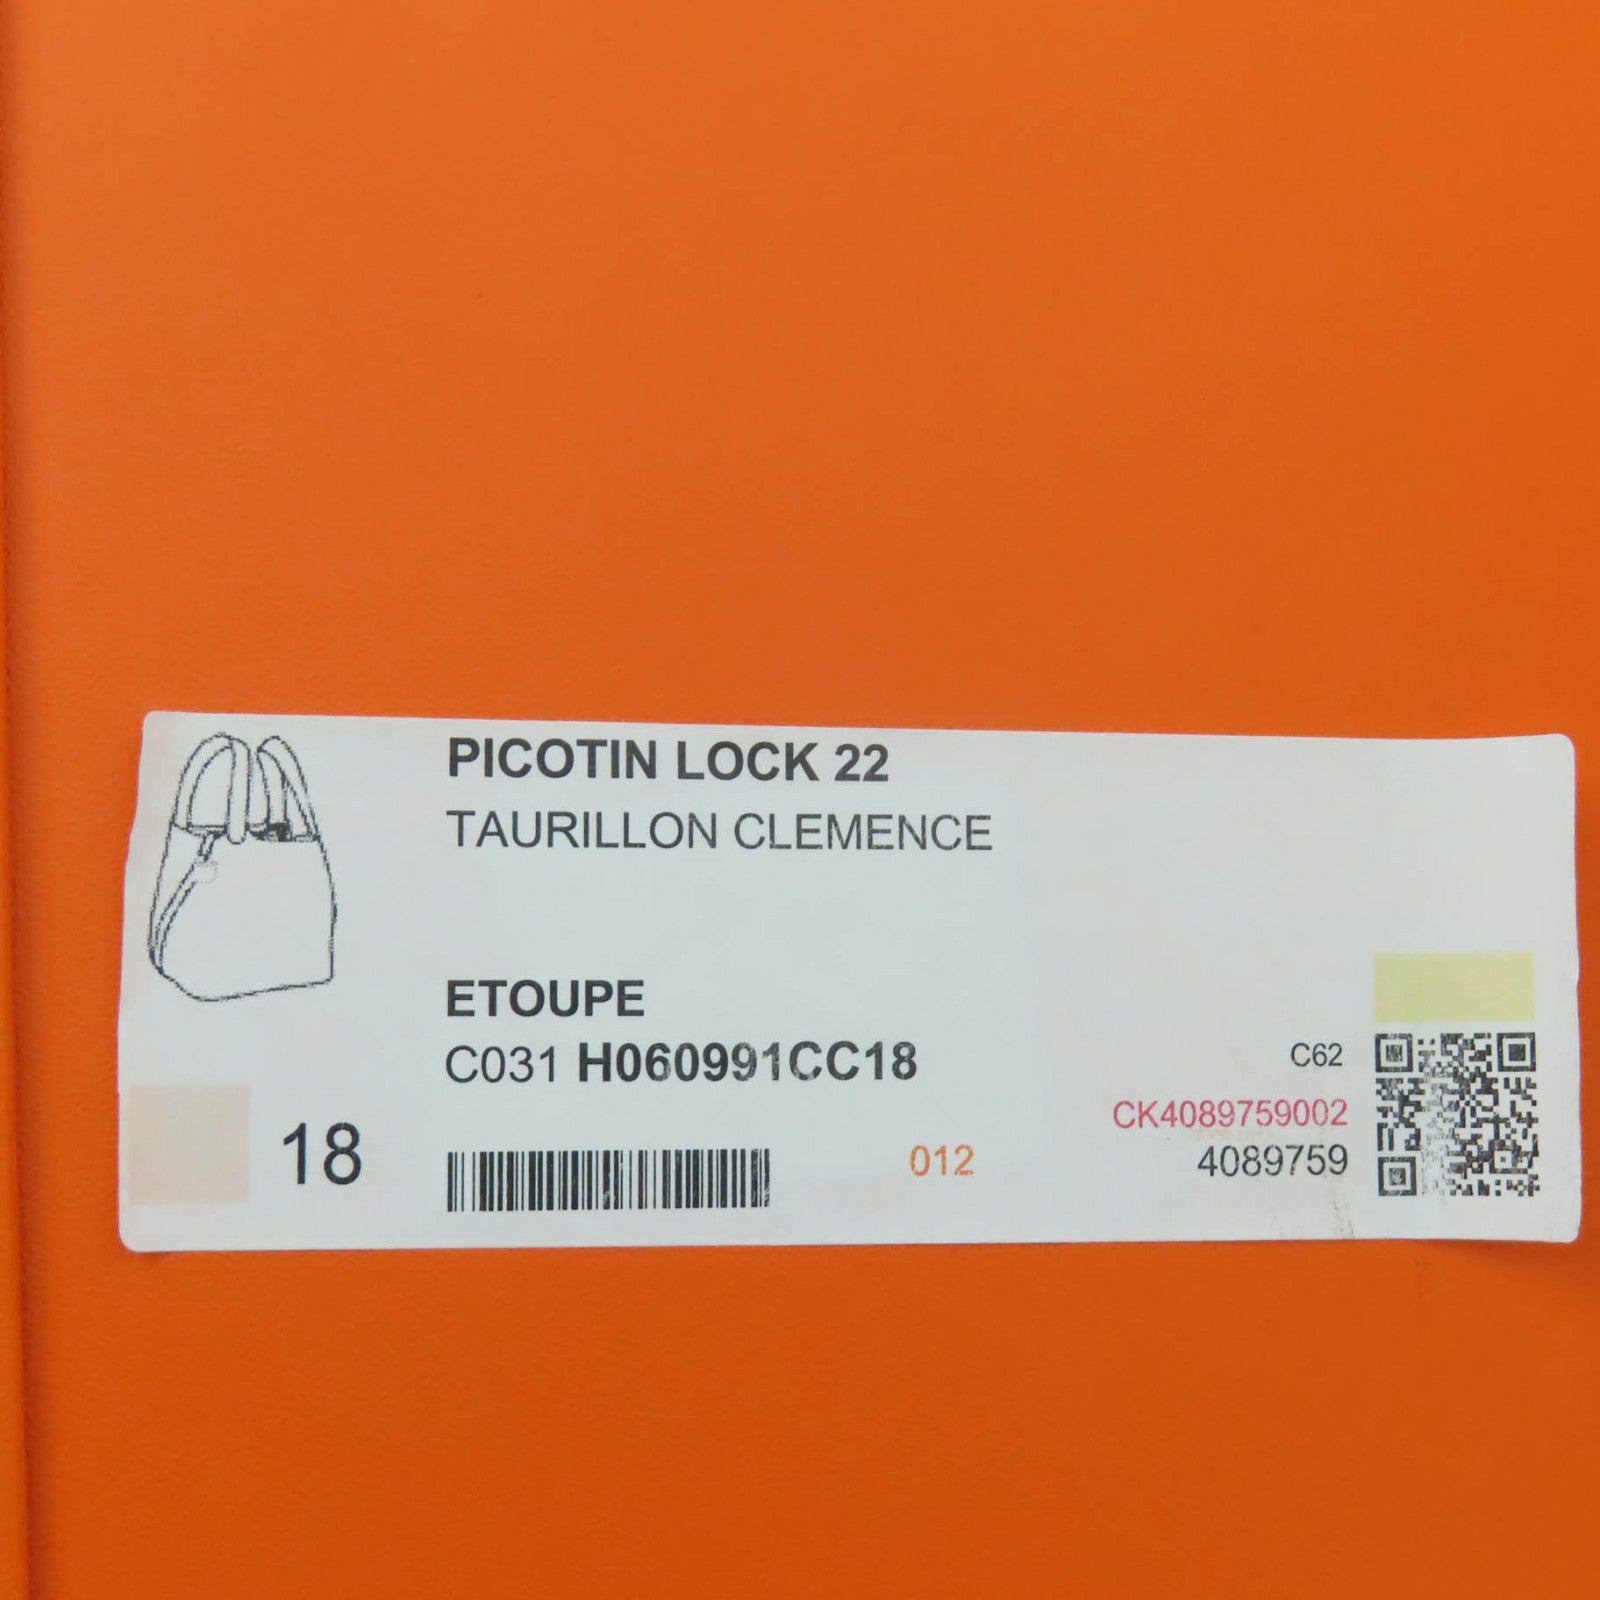 PICOTIN LOCK 22
TAURILLON CLEMENCE
ETOUPE
C031 H060991CC18
18
012
C62
CK4089759002
4089759